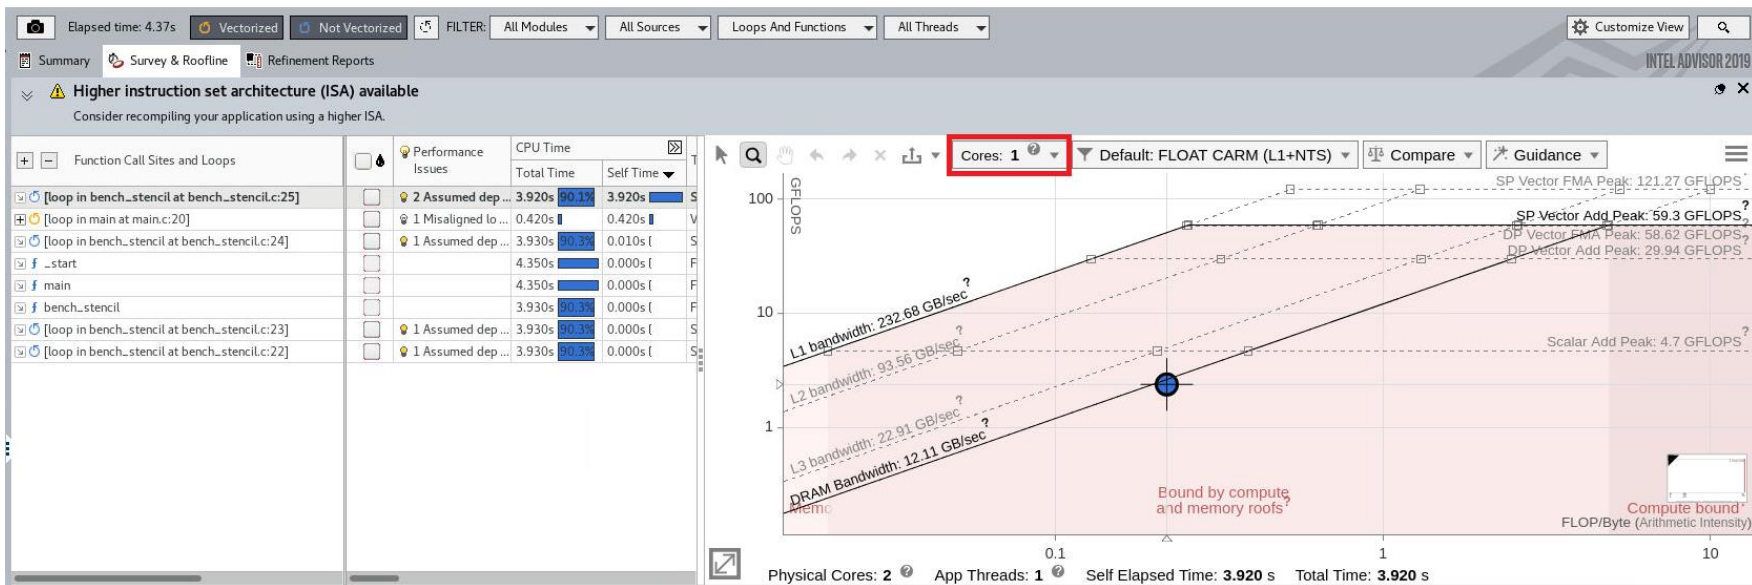 Elapsed time: 4.37s Vectorized Not Vectorized FILTER: All Modules All Sources Loops And Functions All Threads Customize View
Summary Survey & Roofline Refinement Reports INTEL ADVISOR 2019
Higher instruction set architecture (ISA) available
Consider recompiling your application using a higher ISA.
+ − Function Call Sites and Loops
Performance Issues
CPU Time
Total Time Self Time
[loop in bench_stencil at bench_stencil.c:25] 2 Assumed dep ... 3.920s 90.1% 3.920s S
[loop in main at main.c:20] 1 Misaligned lo ... 0.420s 0.420s V
[loop in bench_stencil at bench_stencil.c:24] 1 Assumed dep ... 3.930s 90.3% 0.010s S
f _start 4.350s 0.000s F
f main 4.350s 0.000s F
f bench_stencil 3.930s 90.3% 0.000s F
[loop in bench_stencil at bench_stencil.c:23] 1 Assumed dep ... 3.930s 90.3% 0.000s S
[loop in bench_stencil at bench_stencil.c:22] 1 Assumed dep ... 3.930s 90.3% 0.000s S
Cores: 1 ? Default: FLOAT CARM (L1+NTS) Compare Guidance
GFLOPS
100
10
1
SP Vector FMA Peak: 121.27 GFLOPS
SP Vector Add Peak: 59.3 GFLOPS ?
DP Vector FMA Peak: 58.62 GFLOPS ?
DP Vector Add Peak: 29.94 GFLOPS ?
Scalar Add Peak: 4.7 GFLOPS ?
L1 bandwidth: 232.68 GB/sec ?
L2 bandwidth: 93.56 GB/sec ?
L3 bandwidth: 22.91 GB/sec ?
DRAM Bandwidth: 12.11 GB/sec ?
Memo
Bound by compute
and memory roofs ?
Compute bound
FLOP/Byte (Arithmetic Intensity)
0.1 1 10
Physical Cores: 2 ? App Threads: 1 ? Self Elapsed Time: 3.920 s Total Time: 3.920 s